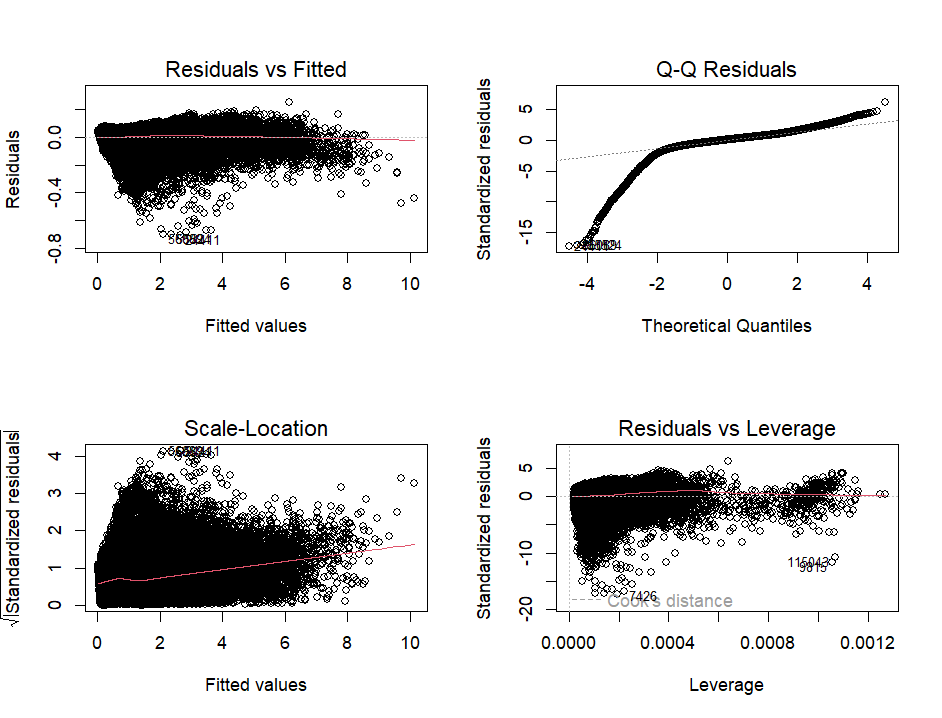 Residuals vs Fitted
Residuals
0.0
-0.4
-0.8
0 2 4 6 8 10
Fitted values
Q-Q Residuals
Standardized residuals
5
0
-5
-15
-4 -2 0 2 4
Theoretical Quantiles
Scale-Location
√|Standardized residuals|
4
3
2
1
0
0 2 4 6 8 10
Fitted values
Residuals vs Leverage
Standardized residuals
5
0
-10
-20
115043
9815
7426
Cook's distance
0.0000 0.0004 0.0008 0.0012
Leverage